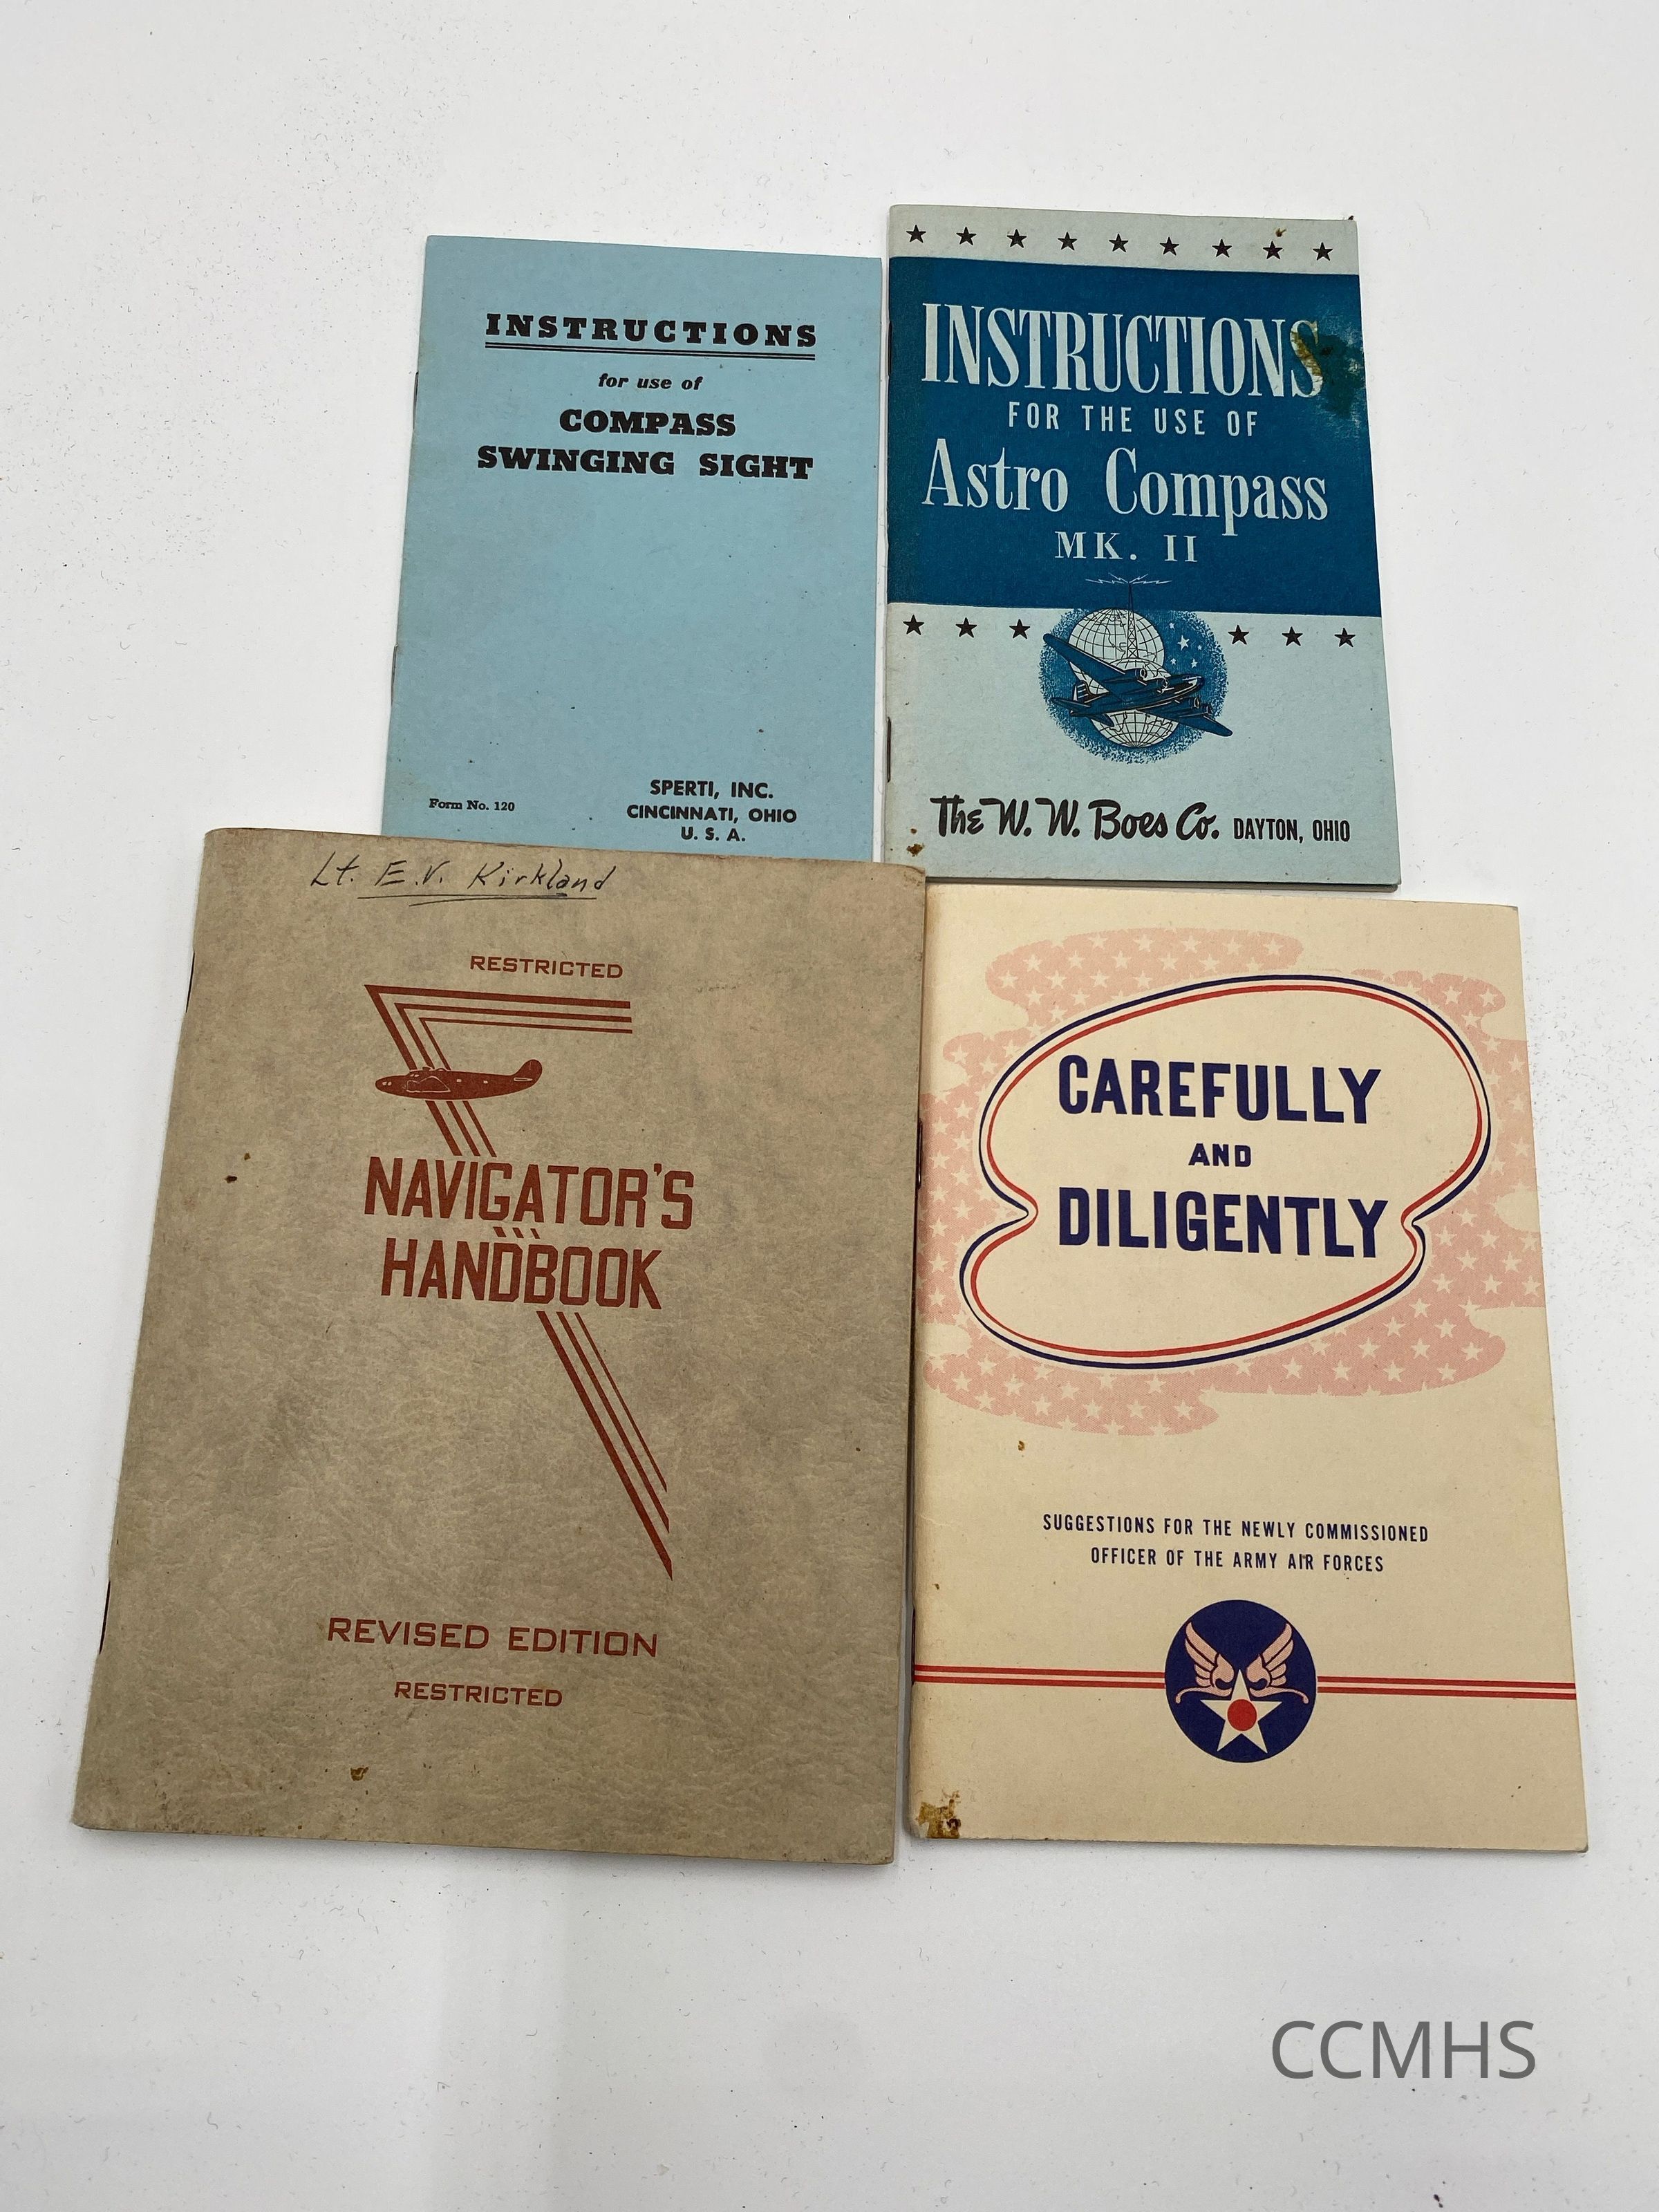 INSTRUCTIONS
for use of
COMPASS
SWINGING SIGHT
Form No. 120
SPERTI, INC.
CINCINNATI, OHIO
U. S. A.
INSTRUCTIONS
FOR THE USE OF
Astro Compass
MK. II
The W. W. Boes Co. DAYTON, OHIO
Lt. E.V. Kirkland
RESTRICTED
NAVIGATOR'S
HANDBOOK
REVISED EDITION
RESTRICTED
CAREFULLY
AND
DILIGENTLY
SUGGESTIONS FOR THE NEWLY COMMISSIONED
OFFICER OF THE ARMY AIR FORCES
CCMHS